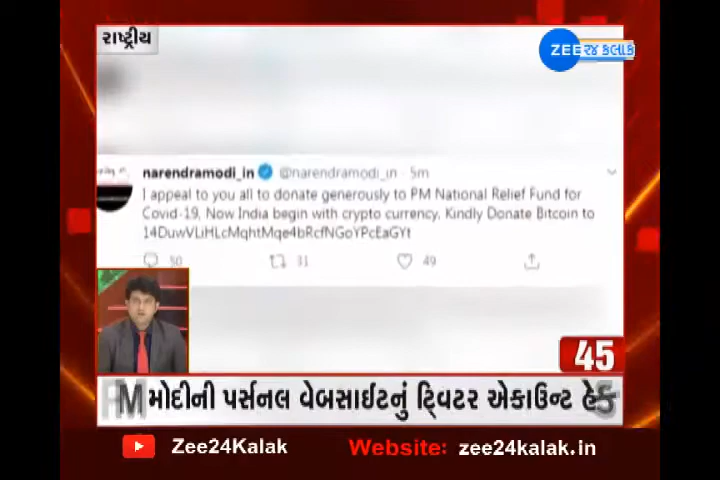 રાષ્ટ્રીય
ZEE ૨૪ કલાક
narendramodi_in @narendramodi_in · 5m
I appeal to you all to donate generously to PM National Relief Fund for
Covid-19, Now India begin with crypto currency, Kindly Donate Bitcoin to
14DuwVLiHLcMqhtMqe4bRcfNGoYPcEaGYt
50 31 49
45
PM મોદીની પર્સનલ વેબસાઈટનું ટ્વિટર એકાઉન્ટ હેક
Zee24Kalak Website: zee24kalak.in